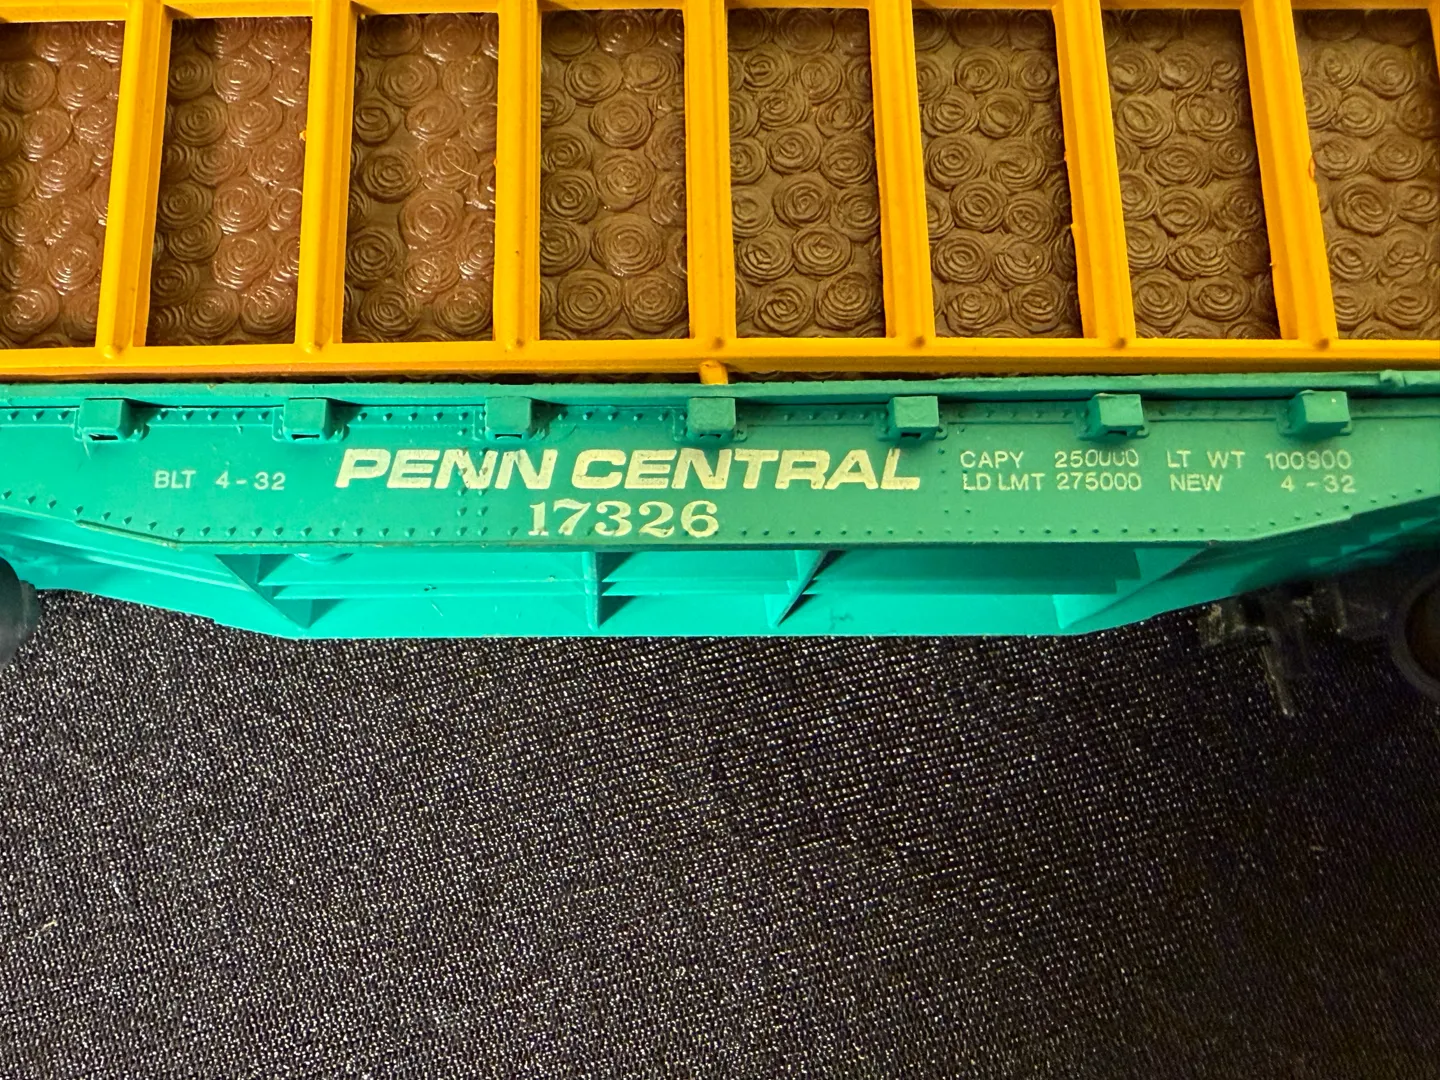 BLT 4-32
PENN CENTRAL
17326
CAPY 250000 LT WT 100900
LD LMT 275000 NEW 4-32